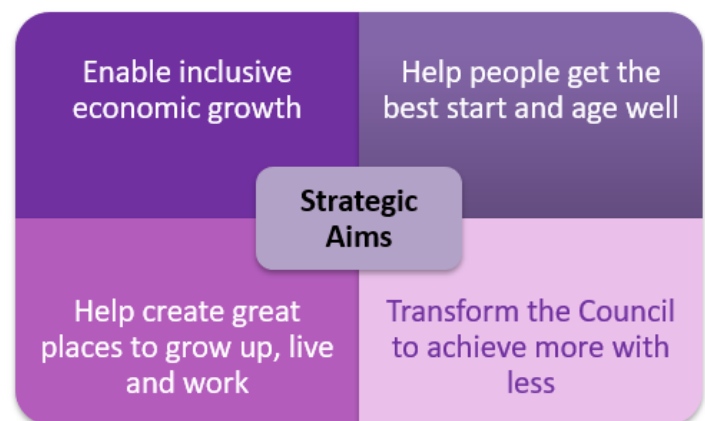 Enable inclusive
economic growth
Help people get the
best start and age well
Strategic
Aims
Help create great
places to grow up, live
and work
Transform the Council
to achieve more with
less